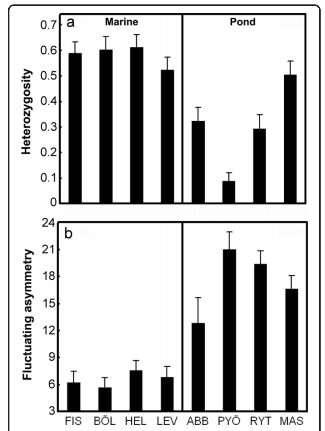 a
Marine
Pond
Heterozygosity
0.7
0.6
0.5
0.4
0.3
0.2
0.1
0
b
Fluctuating asymmetry
24
21
18
15
12
9
6
3
FIS BÖL HEL LEV ABB PYÖ RYT MAS